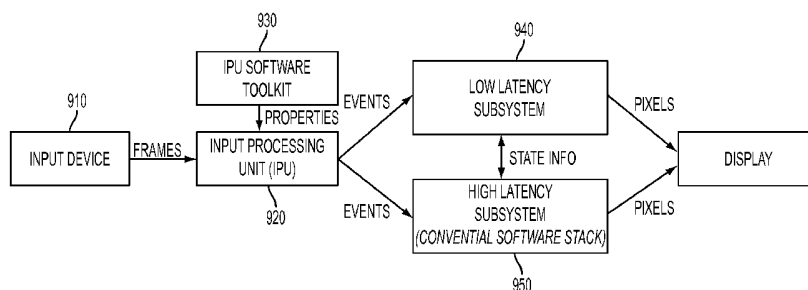 930
IPU SOFTWARE
TOOLKIT
910
INPUT DEVICE
FRAMES
PROPERTIES
INPUT PROCESSING
UNIT (IPU)
920
EVENTS
EVENTS
940
LOW LATENCY
SUBSYSTEM
STATE INFO
HIGH LATENCY
SUBSYSTEM
(CONVENTIAL SOFTWARE STACK)
950
PIXELS
PIXELS
DISPLAY